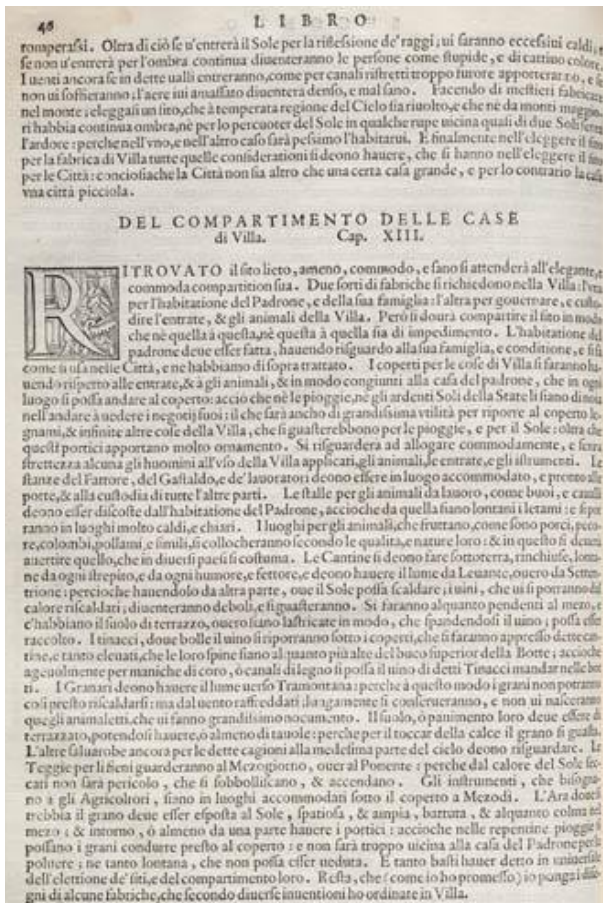 46 LIBRO
romperassi. Oltra di ciò se u'entrerà il Sole per la riflessione de' raggi; ui saranno eccessiui caldi, e
se non u'entrerà per l'ombra continua diuenteranno le persone come stupide, e di cattiuo colore.
I uenti ancora se in dette ualli entreranno, come per canali ristretti troppo furore apporteranno, e se
non ui soffieranno; l'aere iui amassato diuenterà denso, e mal sano. Facendo di mestieri fabricare
nel monte; eleggasi un sito, che à temperata regione del Cielo sia riuolto, e che nè da monti maggio-
ri habbia continua ombra, nè per lo percuoter del Sole in qualche rupe uicina quasi di due Soli senta
l'ardore: perche nell'vno, e nell'altro caso sarà pessimo l'habitarui. E finalmente nell'eleggere il sito
per la fabrica di Villa tutte quelle considerationi si deono hauere, che si hanno nell'eleggere il sito
per le Città: conciosiache la Città non sia altro che una certa casa grande, e per lo contrario la casa
vna città picciola.
DEL COMPARTIMENTO DELLE CASE
di Villa. Cap. XIII.
RITROVATO il sito lieto, ameno, commodo, e sano si attenderà all'elegante, e
commoda compartition sua. Due sorti di fabriche si richiedono nella Villa: l'vna
per l'habitatione del Padrone, e della sua famiglia: l'altra per gouernare, e custo-
dire l'entrate, & gli animali della Villa. Però si dourà compartire il sito in modo
che nè quella à questa, nè questa à quella sia di impedimento. L'habitatione del
padrone deue esser fatta, hauendo risguardo alla sua famiglia, e conditione, e si fà
come si usa nelle Città, e ne habbiamo di sopra trattato. I coperti per le cose di Villa si faranno ha-
uendo rispetto alle entrate, & à gli animali, & in modo congiunti alla casa del padrone, che in ogni
luogo si possa andare al coperto: acciò che nè le pioggie, nè gli ardenti Soli della State li siano di noia
nell'andare à uedere i negotij suoi: il che sarà ancho di grandissima vtilità per riporre al coperto le-
gnami, & infinite altre cose della Villa, che si guasterebbono per le pioggie, e per il Sole: oltra che
questi portici apportano molto ornamento. Si risguarderà ad allogare commodamente, e senza
strettezza alcuna gli huomini all'vso della Villa applicati, gli animali, le entrate, e gli istrumenti. Le
stanze del Fattore, del Gastaldo, e de' lauoratori deono essere in luogo accommodato, e pronto alle
porte, & alla custodia di tutte l'altre parti. Le stalle per gli animali da lauoro, come buoi, e caualli
deono esser discoste dall'habitatione del Padrone, accioche da quella siano lontani i letami: e si por-
ranno in luoghi molto caldi, e chiari. I luoghi per gli animali, che fruttano, come sono porci, peco-
re, colombi, pollami, e simili, si collocheranno secondo le qualità, e nature loro: & in questo si deurà
auertire quello, che in diuersi paesi si costuma. Le Cantine si deono fare sottoterra, rinchiuse, lonta-
ne da ogni strepito, e da ogni humore, e fettore, e deono hauere il lume da Leuante, ouero da Setten-
trione: percioche hauendolo da altra parte, oue il Sole possa scaldare; i uini, che ui si porranno dal
calore riscaldati; diuenteranno deboli, e si guasteranno. Si faranno alquanto pendenti al mezo, e
c'habbiano il suolo di terrazzo, ouero siano lastricate in modo, che spandendosi il uino; possa esser
raccolto. I tinacci, doue bolle il uino si riporranno sotto i coperti, che si faranno appresso dette can-
tine, e tanto eleuati, che le loro spine siano al quanto più alte del buco superior della Botte; accioche
ageuolmente per maniche di coro, ò canali di legno si possa il uino di detti Tinacci mandar nelle bot-
ti. I Granari deono hauere il lume uerso Tramontana: perche à questo modo i grani non potranno
così presto riscaldarsi: ma dal uento raffreddati; lungamente si conserueranno, e non ui nasceranno
quegli animaletti, che ui fanno grandissimo nocumento. Il suolo, ò pauimento loro deue essere di
terrazzato, potendosi hauere, ò almeno di tauole: perche per il toccar della calce il grano si guasta.
L'altre saluarobe ancora per le dette cagioni alla medesima parte del cielo deono risguardare. Le
Teggie per li fieni guarderanno al Mezogiorno, ouer al Ponente: perche dal calore del Sole sec-
cati non sarà pericolo, che si sobbolliscano, & accendano. Gli instrumenti, che bisogna-
no a gli Agricoltori, siano in luoghi accommodati sotto il coperto a Mezodì. L'Ara doue si
trebbia il grano deue esser esposta al Sole, spatiosa, & ampia, battuta, & alquanto colma nel
mezo: & intorno, ò almeno da una parte hauere i portici: accioche nelle repentine pioggie si
possano i grani condurre presto al coperto: e non sarà troppo uicina alla casa del Padrone per la
poluere; ne tanto lontana, che non possa esser ueduta. E tanto basti hauer detto in uniuersale
dell'elettione de' siti, e del compartimento loro. Resta, che (come io ho promesso) io ponga i dise-
gni di alcune fabriche, che secondo diuerse inuentioni ho ordinate in Villa.